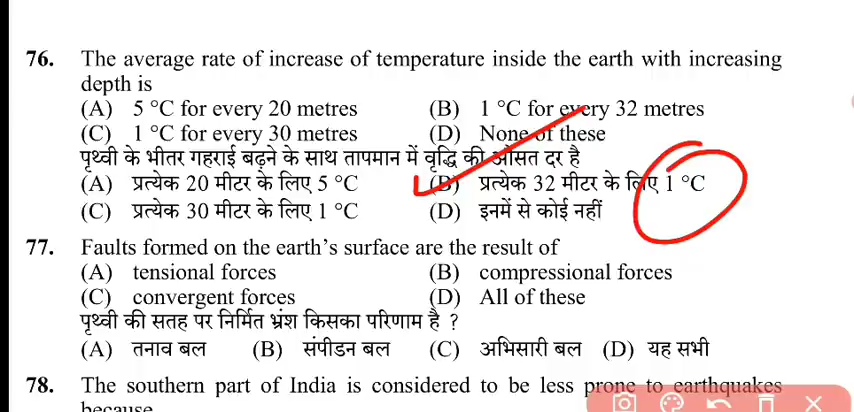 76. The average rate of increase of temperature inside the earth with increasing
depth is
(A) 5 °C for every 20 metres (B) 1 °C for every 32 metres
(C) 1 °C for every 30 metres (D) None of these
पृथ्वी के भीतर गहराई बढ़ने के साथ तापमान में वृद्धि की औसत दर है
(A) प्रत्येक 20 मीटर के लिए 5 °C (B) प्रत्येक 32 मीटर के लिए 1 °C
(C) प्रत्येक 30 मीटर के लिए 1 °C (D) इनमें से कोई नहीं
77. Faults formed on the earth’s surface are the result of
(A) tensional forces (B) compressional forces
(C) convergent forces (D) All of these
पृथ्वी की सतह पर निर्मित भ्रंश किसका परिणाम है ?
(A) तनाव बल (B) संपीडन बल (C) अभिसारी बल (D) यह सभी
78. The southern part of India is considered to be less prone to earthquakes
because